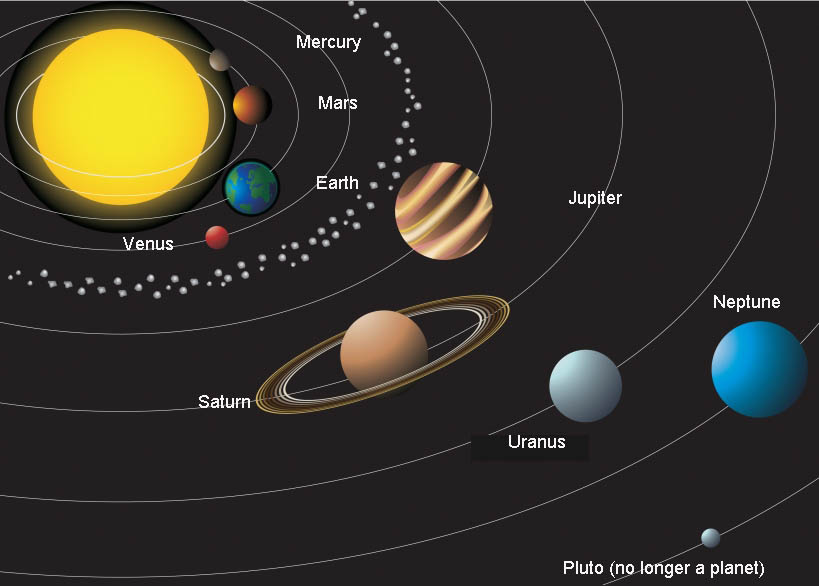 Mercury
Mars
Earth
Jupiter
Venus
Neptune
Saturn
Uranus
Pluto (no longer a planet)